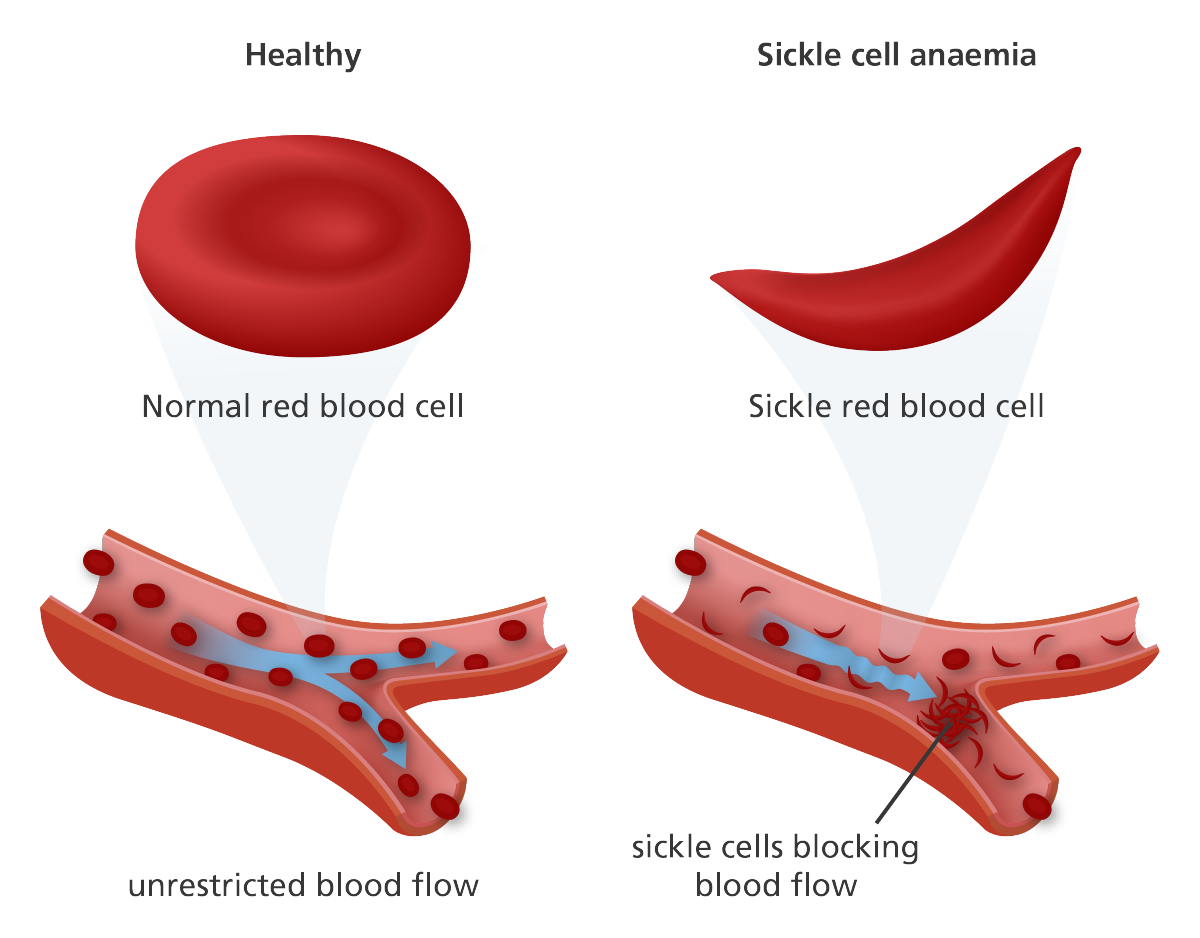 Healthy
Sickle cell anaemia
Normal red blood cell
Sickle red blood cell
unrestricted blood flow
sickle cells blocking
blood flow